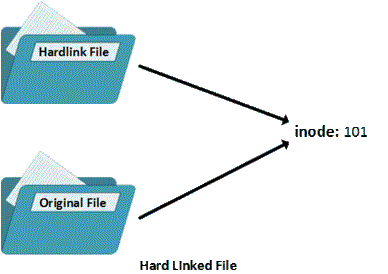 Hardlink File
inode: 101
Original File
Hard LInked File